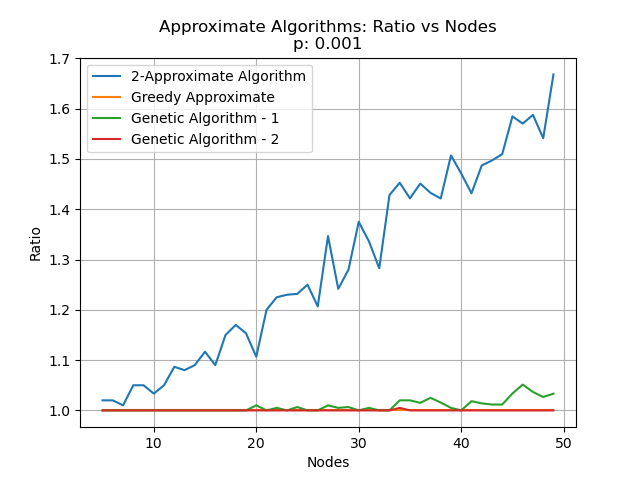 Approximate Algorithms: Ratio vs Nodes
p: 0.001
2-Approximate Algorithm
Greedy Approximate
Genetic Algorithm - 1
Genetic Algorithm - 2
Ratio
1.7
1.6
1.5
1.4
1.3
1.2
1.1
1.0
10 20 30 40 50
Nodes